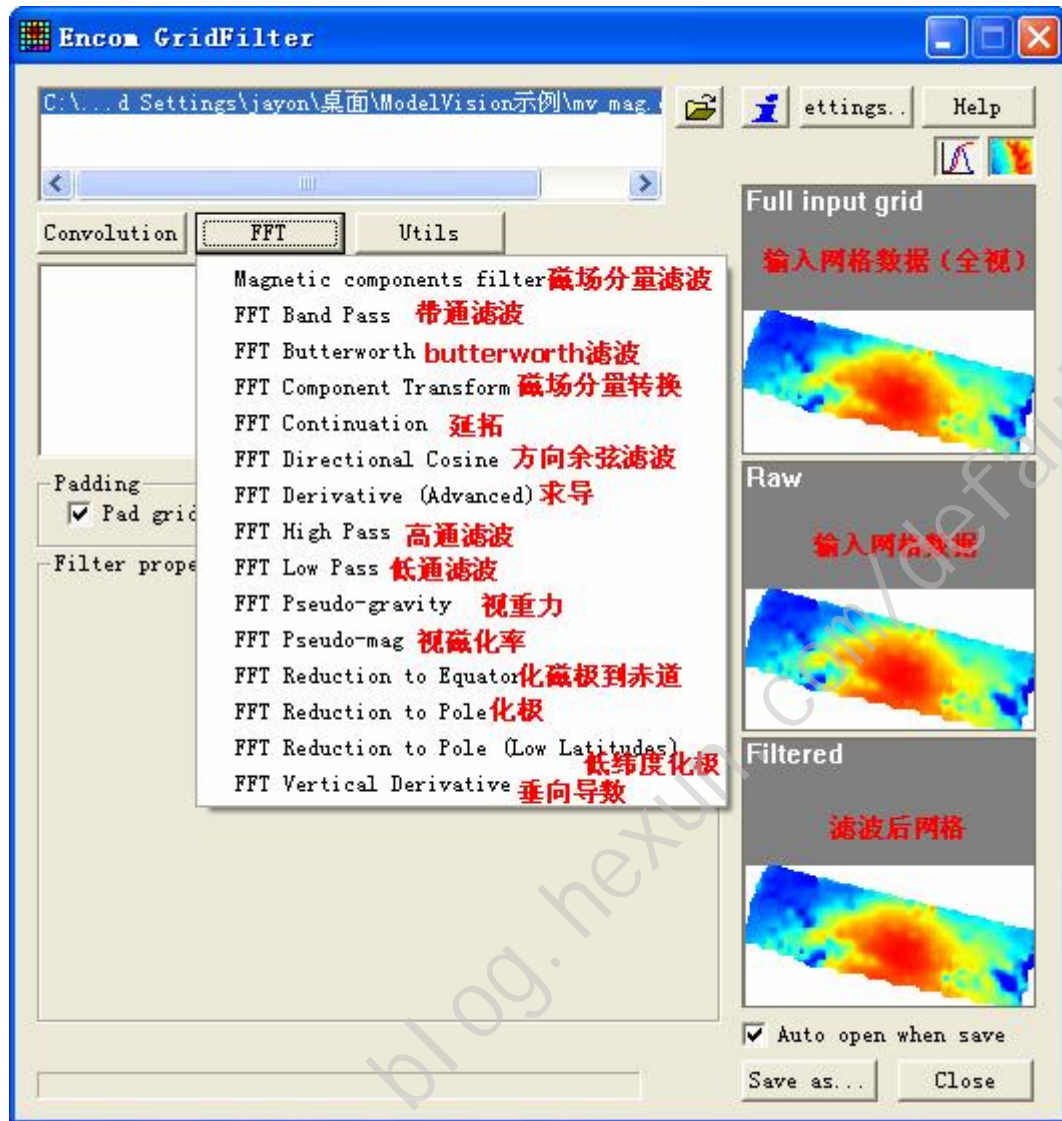 Encom GridFilter
C:\...d Settings\jayon\桌面\ModelVision示例\mv_mag.
ettings..
Help
Convolution
FFT
Utils
Magnetic components filter磁场分量滤波
FFT Band Pass 带通滤波
FFT Butterworth butterworth滤波
FFT Component Transform 磁场分量转换
FFT Continuation 延拓
FFT Directional Cosine 方向余弦滤波
FFT Derivative (Advanced) 求导
FFT High Pass 高通滤波
FFT Low Pass 低通滤波
FFT Pseudo-gravity 视重力
FFT Pseudo-mag 视磁化率
FFT Reduction to Equator化磁极到赤道
FFT Reduction to Pole化极
FFT Reduction to Pole (Low Latitudes)
低纬度化极
FFT Vertical Derivative 垂向导数
Padding
Pad grid
Filter prope
Full input grid
输入网格数据（全视）
Raw
输入网格数据
Filtered
滤波后网格
Auto open when save
Save as...
Close
blog.hexun.com/defau